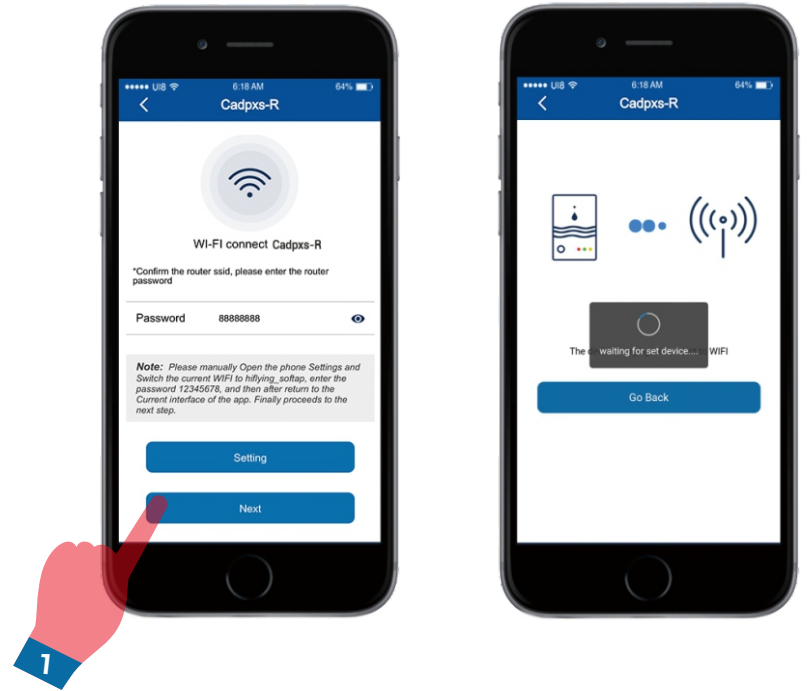 ••••• UI8 6:18 AM 64%
Cadpxs-R
WI-FI connect Cadpxs-R
*Confirm the router ssid, please enter the router
password
Password 88888888
Note: Please manually Open the phone Settings and
Switch the current WIFI to hiflying_softap, enter the
password 12345678, and then after return to the
Current interface of the app. Finally proceeds to the
next step.
Setting
Next
1
••••• UI8 6:18 AM 64%
Cadpxs-R
The
waiting for set device....
WIFI
Go Back